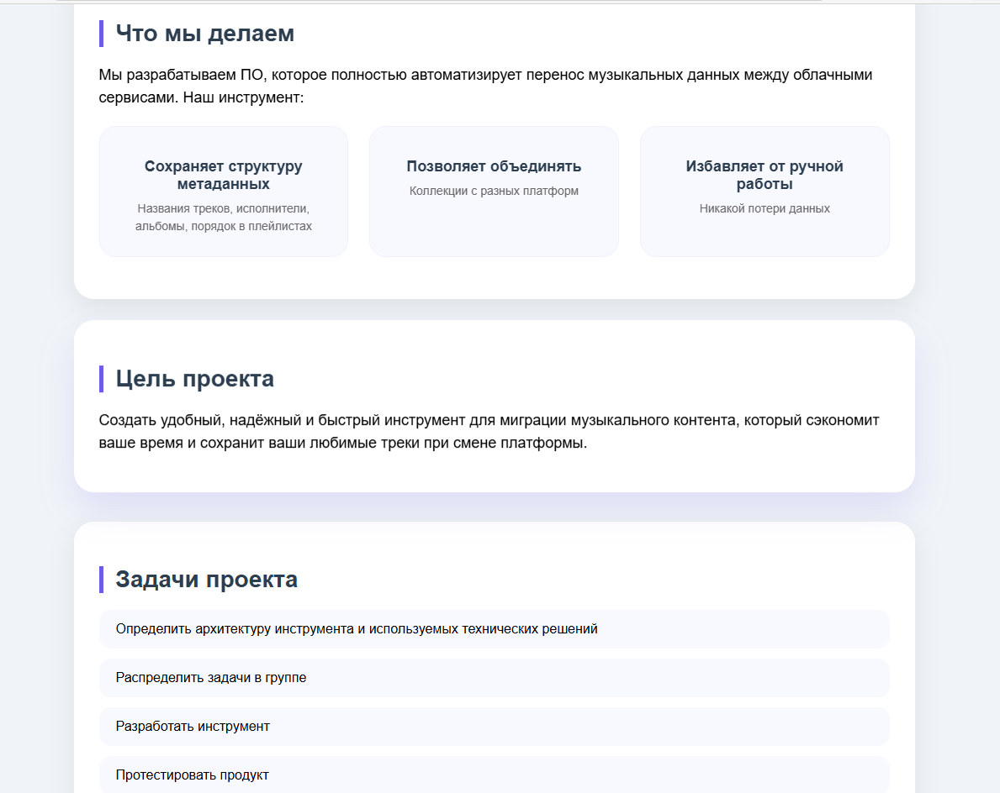 Что мы делаем
Мы разрабатываем ПО, которое полностью автоматизирует перенос музыкальных данных между облачными
сервисами. Наш инструмент:
Сохраняет структуру
метаданных
Названия треков, исполнители,
альбомы, порядок в плейлистах
Позволяет объединять
Коллекции с разных платформ
Избавляет от ручной
работы
Никакой потери данных
Цель проекта
Создать удобный, надёжный и быстрый инструмент для миграции музыкального контента, который сэкономит
ваше время и сохранит ваши любимые треки при смене платформы.
Задачи проекта
Определить архитектуру инструмента и используемых технических решений
Распределить задачи в группе
Разработать инструмент
Протестировать продукт